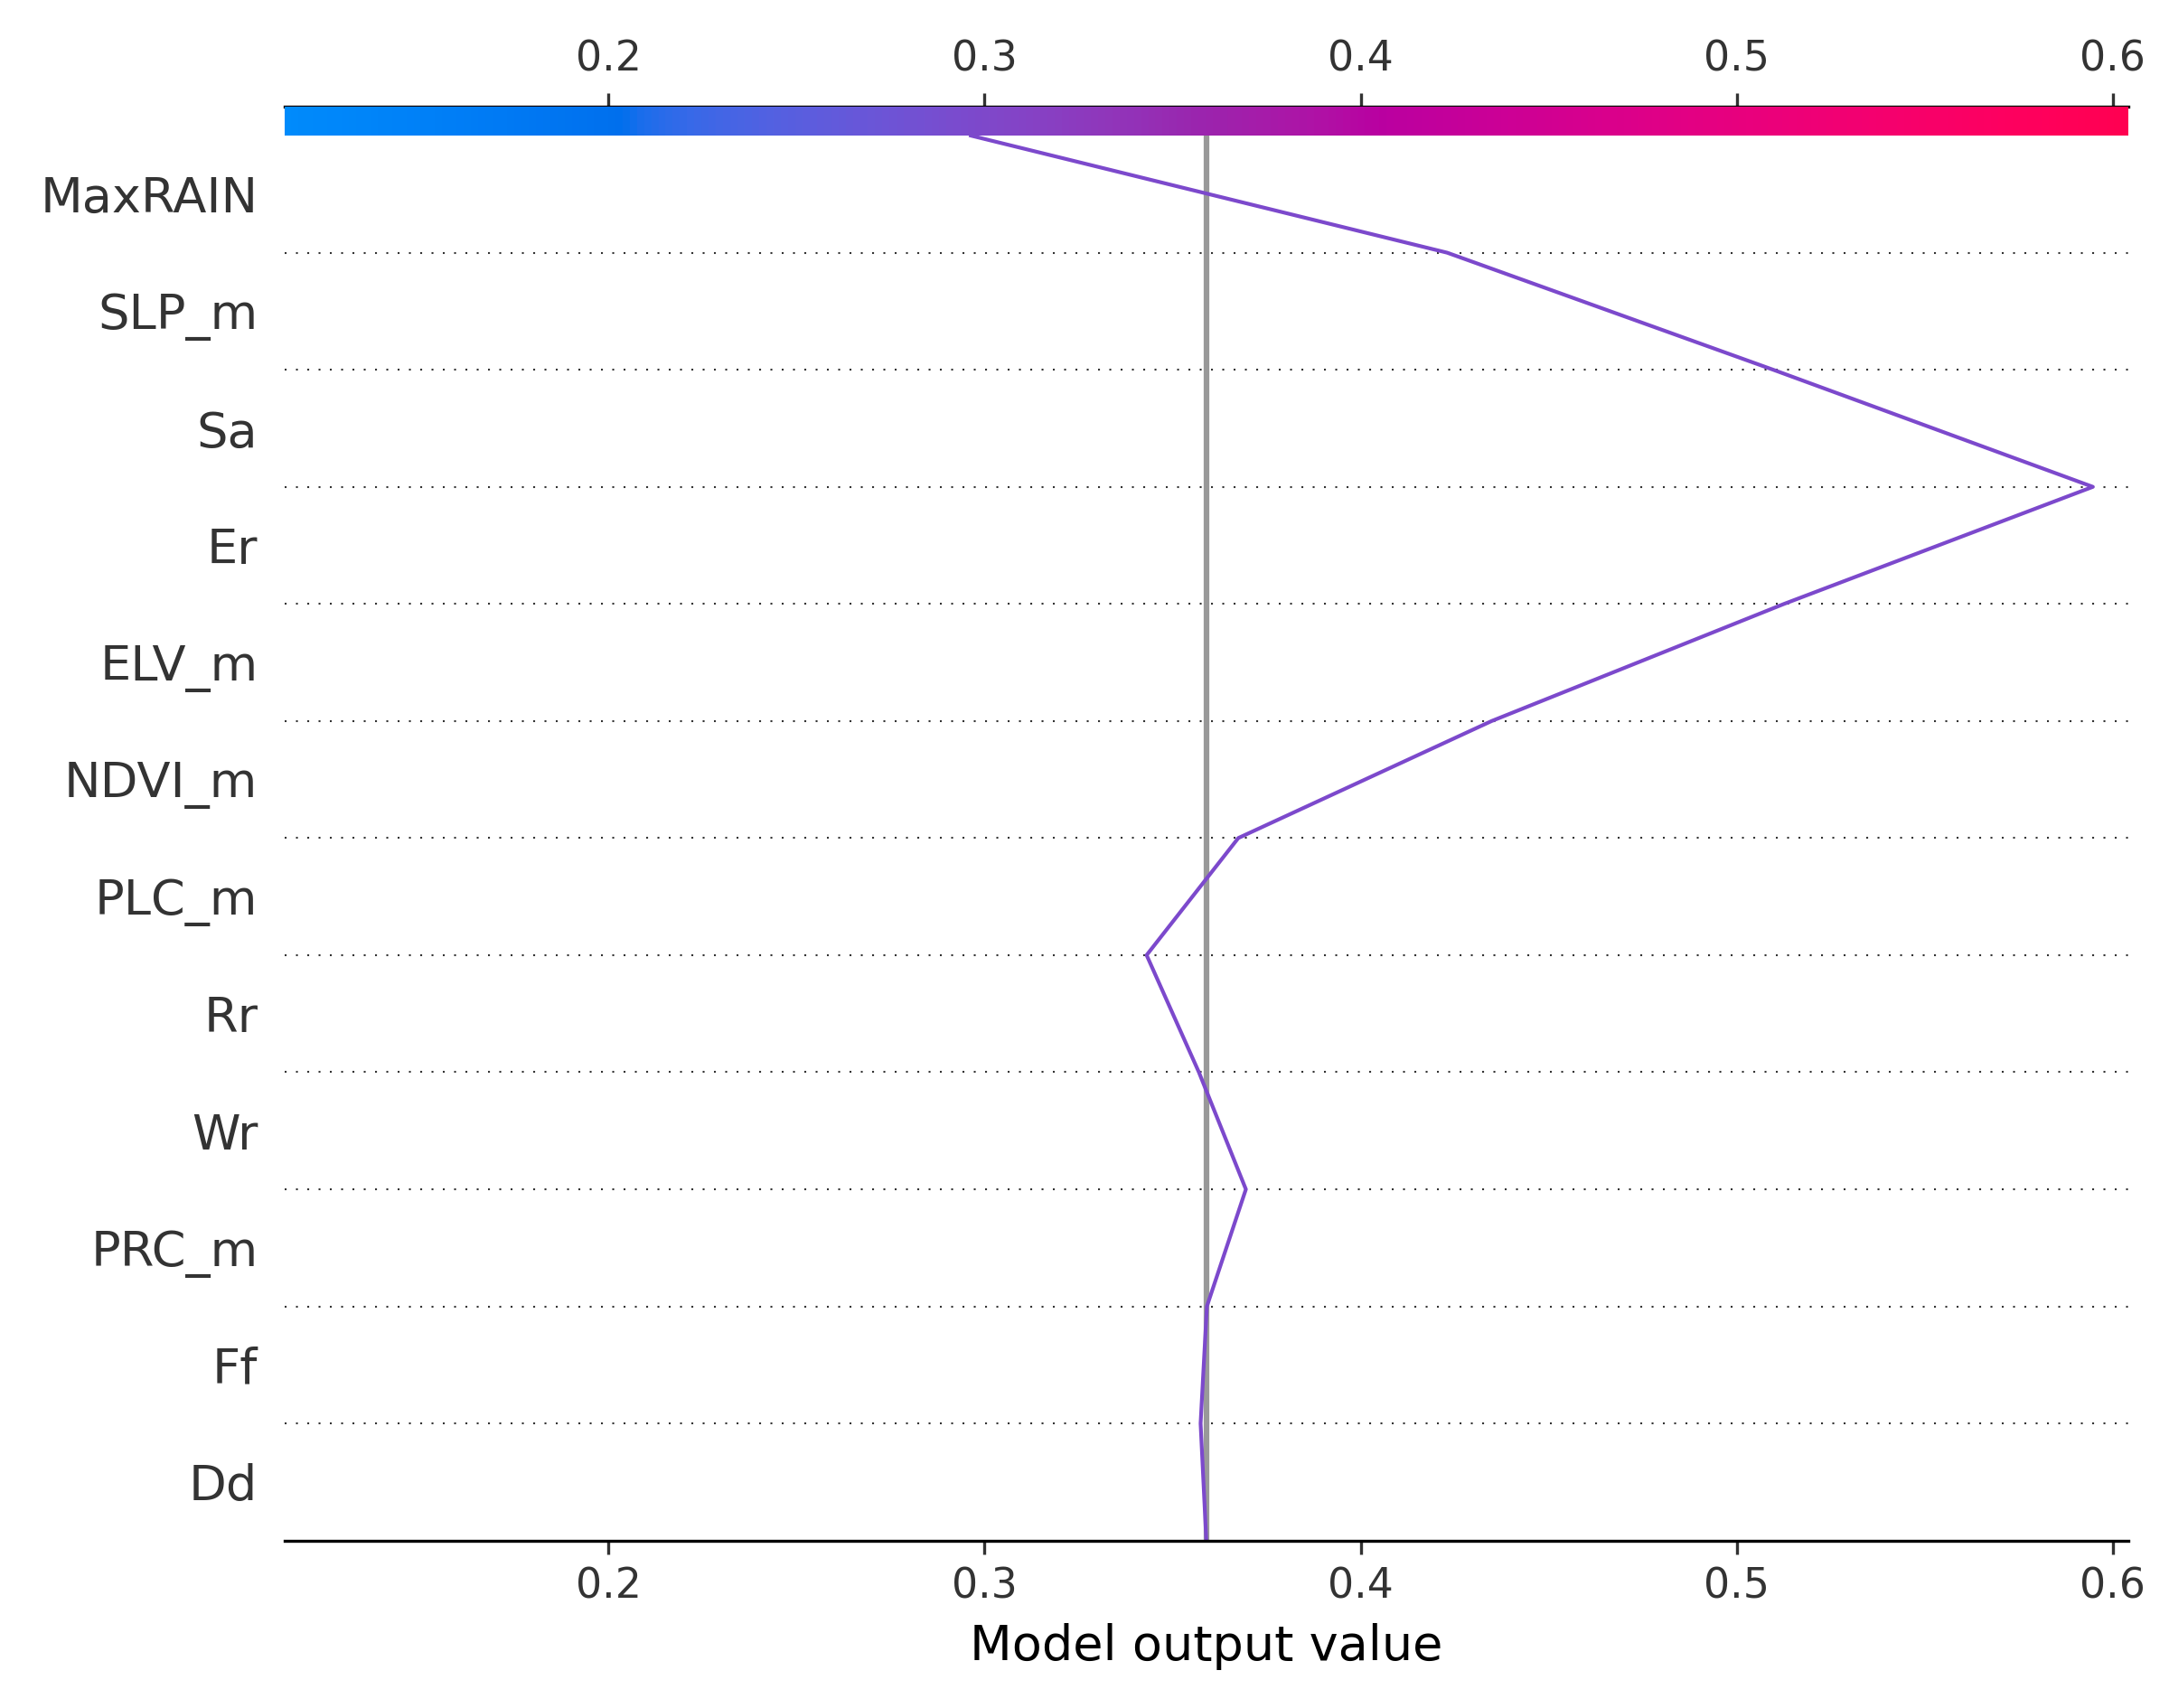 0.2 0.3 0.4 0.5 0.6
MaxRAIN
SLP_m
Sa
Er
ELV_m
NDVI_m
PLC_m
Rr
Wr
PRC_m
Ff
Dd
0.2 0.3 0.4 0.5 0.6
Model output value